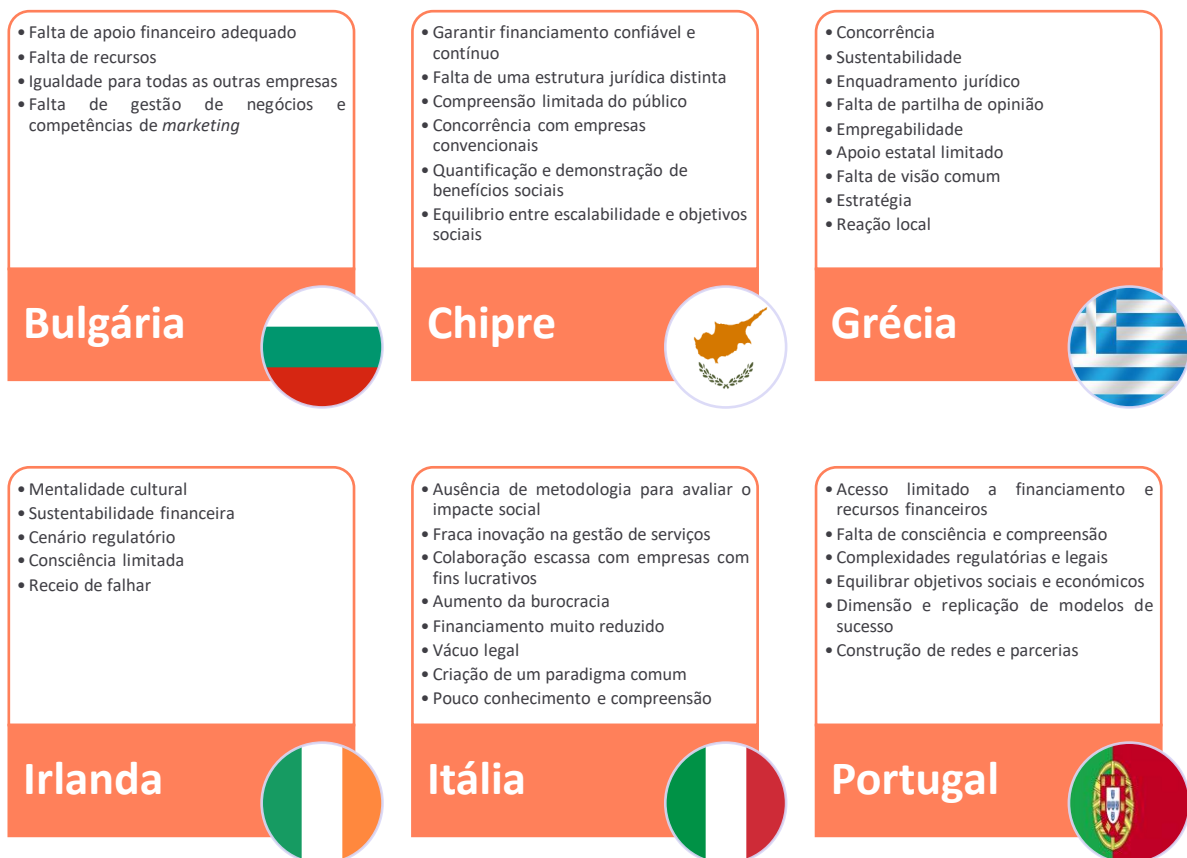 • Falta de apoio financeiro adequado
• Falta de recursos
• Igualdade para todas as outras empresas
• Falta de gestão de negócios e
competências de marketing
Bulgária
• Garantir financiamento confiável e
contínuo
• Falta de uma estrutura jurídica distinta
• Compreensão limitada do público
• Concorrência com empresas
convencionais
• Quantificação e demonstração de
benefícios sociais
• Equilibrio entre escalabilidade e objetivos
sociais
Chipre
• Concorrência
• Sustentabilidade
• Enquadramento jurídico
• Falta de partilha de opinião
• Empregabilidade
• Apoio estatal limitado
• Falta de visão comum
• Estratégia
• Reação local
Grécia
• Mentalidade cultural
• Sustentabilidade financeira
• Cenário regulatório
• Consciência limitada
• Receio de falhar
Irlanda
• Ausência de metodologia para avaliar o
impacte social
• Fraca inovação na gestão de serviços
• Colaboração escassa com empresas com
fins lucrativos
• Aumento da burocracia
• Financiamento muito reduzido
• Vácuo legal
• Criação de um paradigma comum
• Pouco conhecimento e compreensão
Itália
• Acesso limitado a financiamento e
recursos financeiros
• Falta de consciência e compreensão
• Complexidades regulatórias e legais
• Equilibrar objetivos sociais e económicos
• Dimensão e replicação de modelos de
sucesso
• Construção de redes e parcerias
Portugal